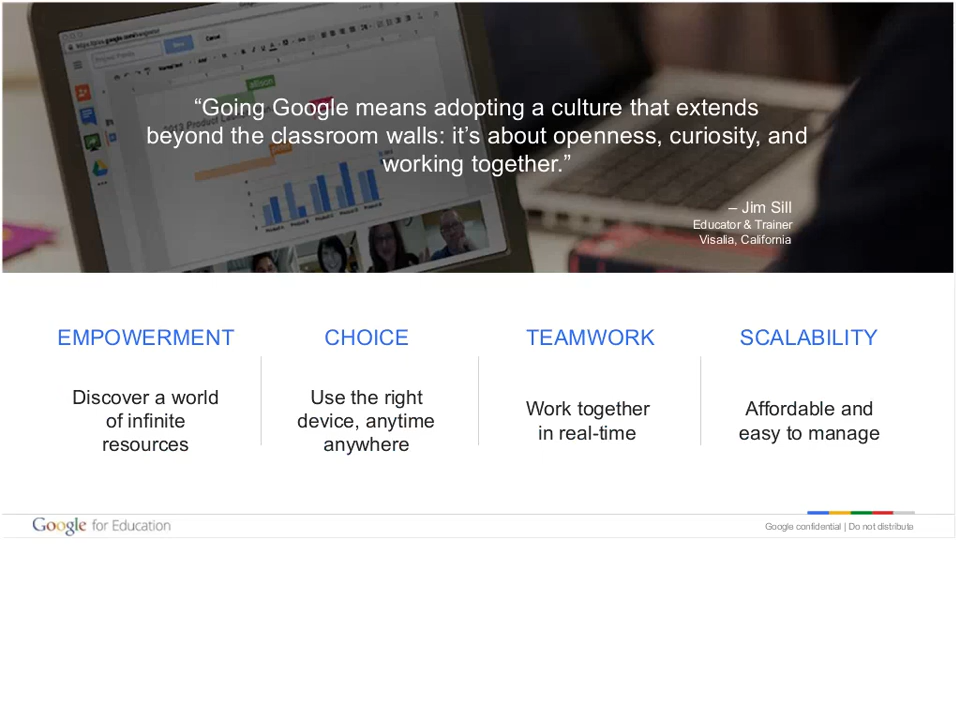 “Going Google means adopting a culture that extends
beyond the classroom walls: it’s about openness, curiosity, and
working together.”
– Jim Sill
Educator & Trainer
Visalia, California
EMPOWERMENT
Discover a world
of infinite
resources
CHOICE
Use the right
device, anytime
anywhere
TEAMWORK
Work together
in real-time
SCALABILITY
Affordable and
easy to manage
Google for Education
Google confidential | Do not distribute